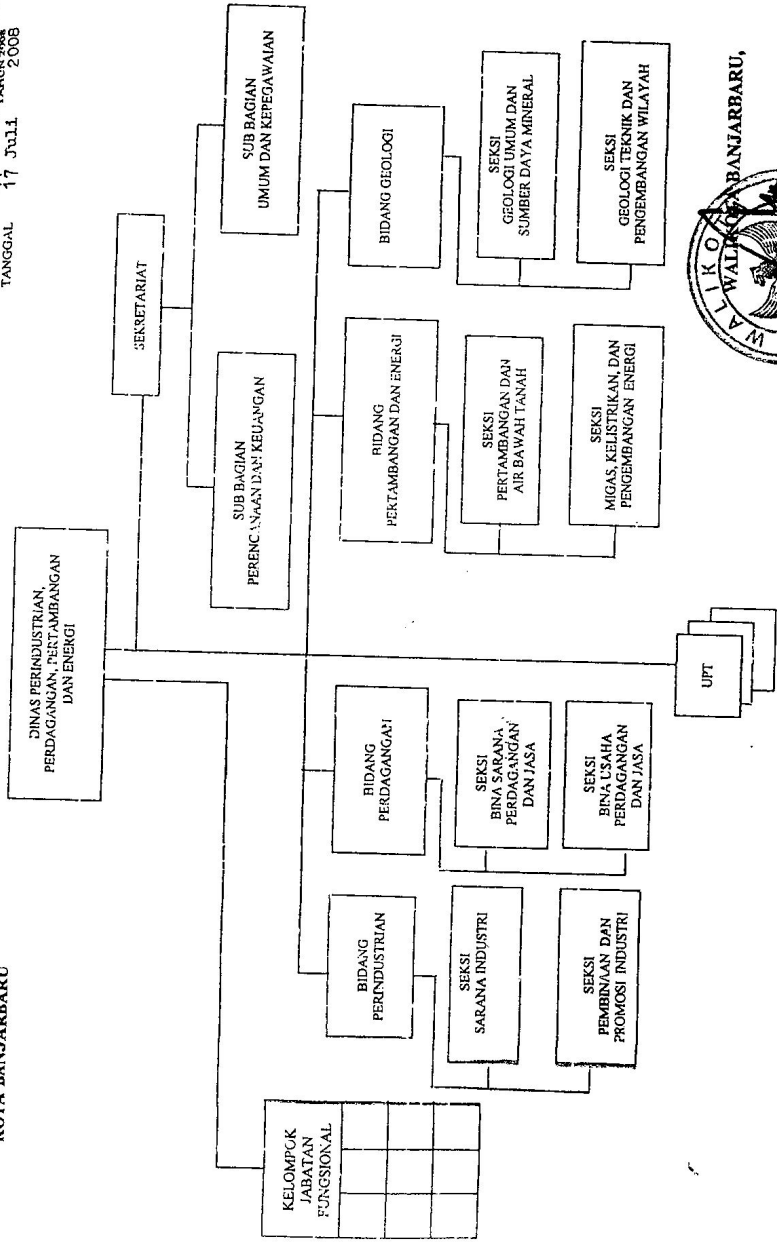 KOTA BANJARBARU
TANGGAL 17 Juli 2008
DINAS PERINDUSTRIAN,
PERDAGANGAN, PERTAMBANGAN
DAN ENERGI
SEKRETARIAT
KELOMPOK
JABATAN
FUNGSIONAL
SUB BAGIAN
PERENCANAAN DAN KEUANGAN
SUB BAGIAN
UMUM DAN KEPEGAWAIAN
BIDANG
PERINDUSTRIAN
BIDANG
PERDAGANGAN
BIDANG
PERTAMBANGAN DAN ENERGI
BIDANG GEOLOGI
SEKSI
SARANA INDUSTRI
SEKSI
BINA SARANA
PERDAGANGAN
DAN JASA
SEKSI
PERTAMBANGAN DAN
AIR BAWAH TANAH
SEKSI
GEOLOGI UMUM DAN
SUMBER DAYA MINERAL
SEKSI
PEMBINAAN DAN
PROMOSI INDUSTRI
SEKSI
BINA USAHA
PERDAGANGAN
DAN JASA
SEKSI
MIGAS, KELISTRIKAN, DAN
PENGEMBANGAN ENERGI
SEKSI
GEOLOGI TEKNIK DAN
PENGEMBANGAN WILAYAH
UPT
WALIKOTA BANJARBARU,